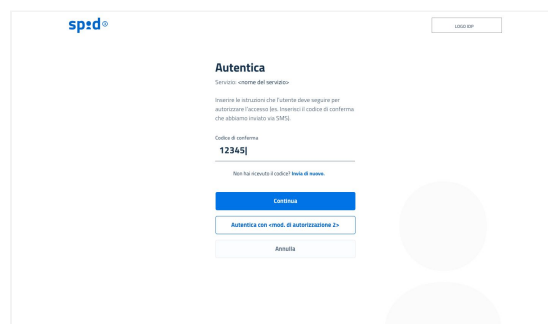 spid
LOGO IDP
Autentica
Servizio: <nome del servizio>
Inserire le istruzioni che l'utente deve seguire per
autorizzare l'accesso (es. Inserisci il codice di conferma
che abbiamo inviato via SMS).
Codice di conferma
12345|
Non hai ricevuto il codice? Invia di nuovo.
Continua
Autentica con <mod. di autorizzazione 2>
Annulla